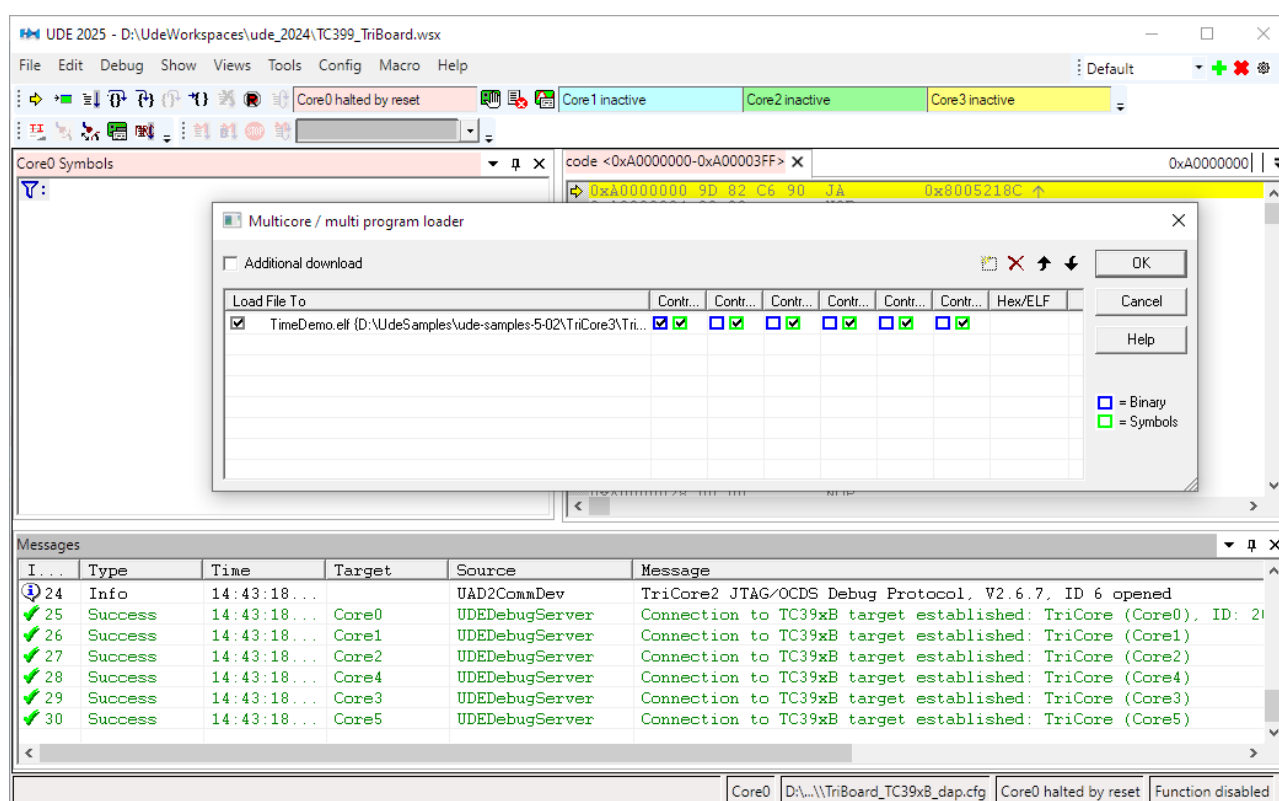 UDE 2025 - D:\UdeWorkspaces\ude_2024\TC399_TriBoard.wsx
File Edit Debug Show Views Tools Config Macro Help
Default
Core0 halted by reset Core1 inactive Core2 inactive Core3 inactive
Core0 Symbols
code <0xA0000000-0xA00003FF> 0xA0000000
0xA0000000 9D 82 C6 90 JA 0x8005218C ↑
Multicore / multi program loader
Additional download
OK
Load File To Contr... Contr... Contr... Contr... Contr... Contr... Hex/ELF
Cancel
TimeDemo.elf {D:\UdeSamples\ude-samples-5-02\TriCore3\Tri...
Help
= Binary
= Symbols
Messages
I... Type Time Target Source Message
24 Info 14:43:18... UAD2CommDev TriCore2 JTAG/OCDS Debug Protocol, V2.6.7, ID 6 opened
25 Success 14:43:18... Core0 UDEDebugServer Connection to TC39xB target established: TriCore (Core0), ID:
26 Success 14:43:18... Core1 UDEDebugServer Connection to TC39xB target established: TriCore (Core1)
27 Success 14:43:18... Core2 UDEDebugServer Connection to TC39xB target established: TriCore (Core2)
28 Success 14:43:18... Core4 UDEDebugServer Connection to TC39xB target established: TriCore (Core4)
29 Success 14:43:18... Core3 UDEDebugServer Connection to TC39xB target established: TriCore (Core3)
30 Success 14:43:18... Core5 UDEDebugServer Connection to TC39xB target established: TriCore (Core5)
Core0 D:\...\\TriBoard_TC39xB_dap.cfg Core0 halted by reset Function disabled